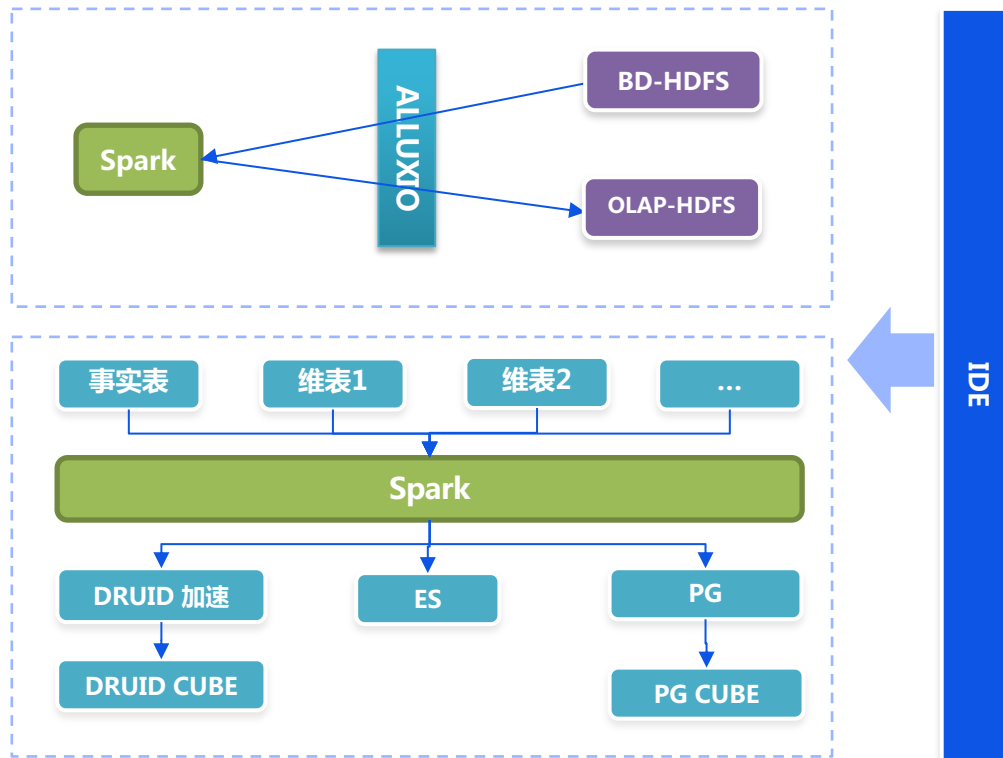 BD-HDFS
ALLUXIO
Spark
OLAP-HDFS
IDE
事实表
维表1
维表2
...
Spark
DRUID 加速
ES
PG
DRUID CUBE
PG CUBE